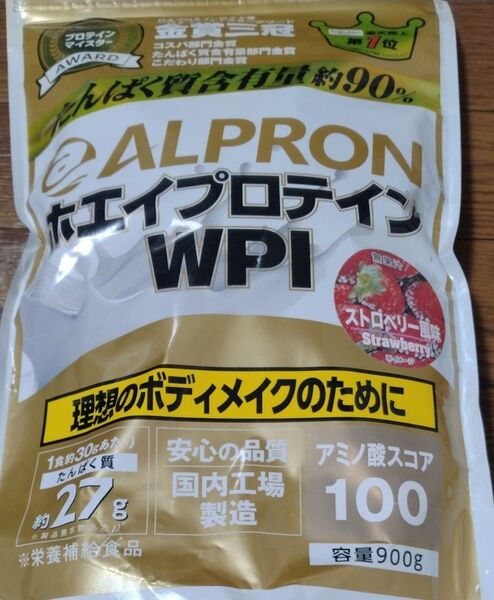 プロテイン
マイスター
AWARD
金賞三冠
コスパ部門金賞
たんぱく質含有量部門金賞
こだわり部門金賞
第1位
たんぱく質含有量約90%
ALPRON
ホエイプロテイン
WPI
無果汁
ストロベリー風味
Strawberry
理想のボディメイクのために
1食約30gあたり
たんぱく質
約27g
安心の品質
国内工場
製造
アミノ酸スコア
100
※栄養補給食品
容量900g